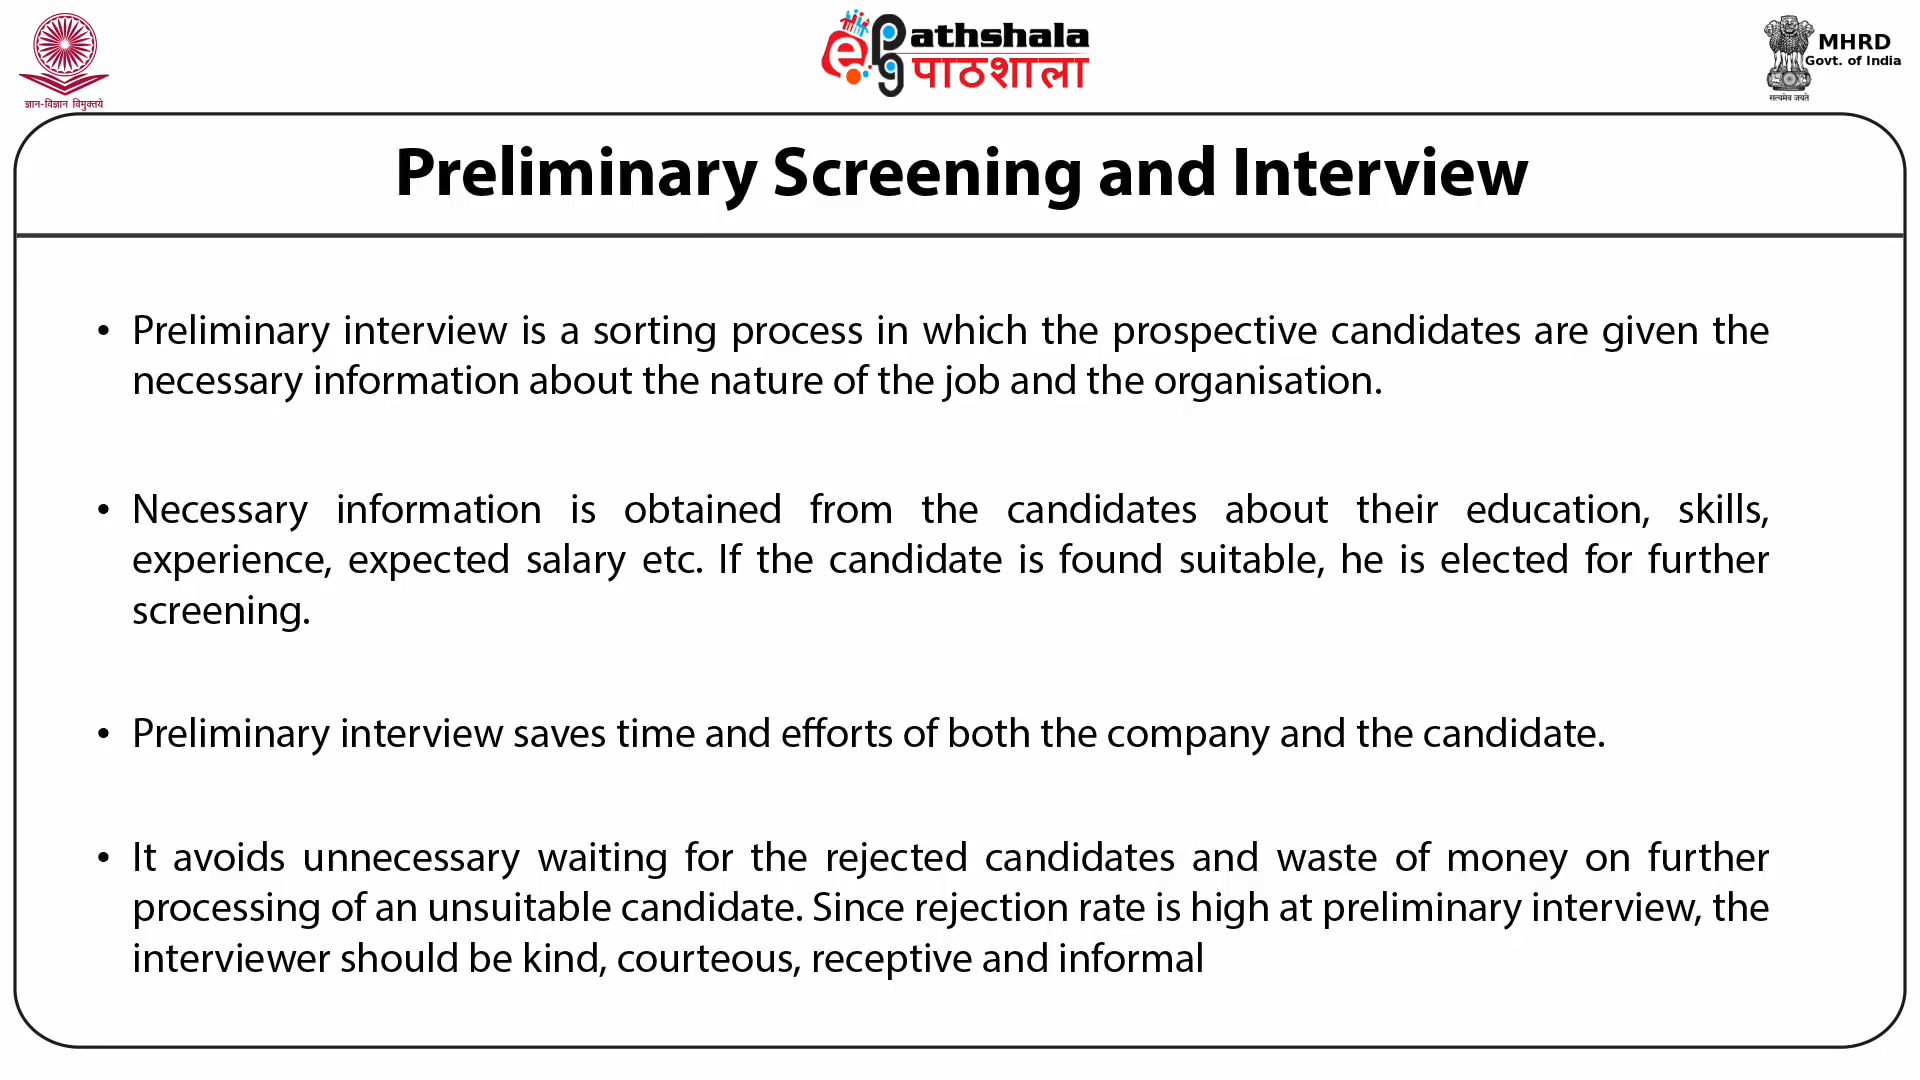 ज्ञान-विज्ञान विमुक्तये
ePathshala
पाठशाला
MHRD
Govt. of India
सत्यमेव जयते
Preliminary Screening and Interview
• Preliminary interview is a sorting process in which the prospective candidates are given the
necessary information about the nature of the job and the organisation.
• Necessary information is obtained from the candidates about their education, skills,
experience, expected salary etc. If the candidate is found suitable, he is elected for further
screening.
• Preliminary interview saves time and efforts of both the company and the candidate.
• It avoids unnecessary waiting for the rejected candidates and waste of money on further
processing of an unsuitable candidate. Since rejection rate is high at preliminary interview, the
interviewer should be kind, courteous, receptive and informal